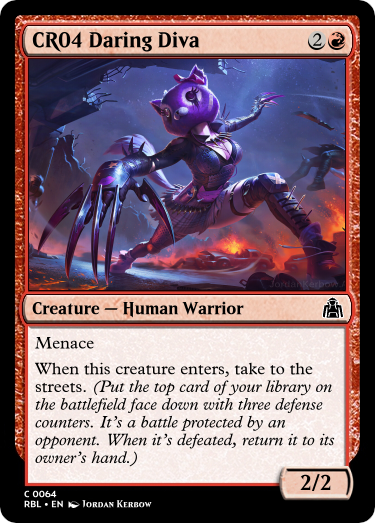 CR04 Daring Diva 2
JordanKerbow
Creature — Human Warrior
Menace
When this creature enters, take to the
streets. (Put the top card of your library on
the battlefield face down with three defense
counters. It's a battle protected by an
opponent. When it's defeated, return it to its
owner's hand.)
2/2
C 0064
RBL • EN Jordan Kerbow